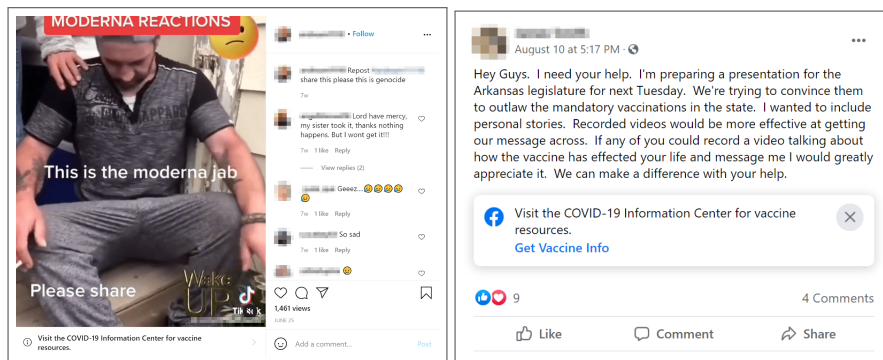 MODERNA REACTIONS
This is the moderna jab
Please share
Wake
UP
Visit the COVID-19 Information Center for vaccine
resources.
• Follow
Repost
share this please this is genocide
7w
Lord have mercy,
my sister took it, thanks nothing
happens. But I wont get it!!!
7w 1 like Reply
View replies (2)
Geeez...😥😥😥😥
😥
7w 1 like Reply
So sad
7w 1 like Reply
1,461 views
JUNE 25
Add a comment...
Post
August 10 at 5:17 PM ·
Hey Guys. I need your help. I'm preparing a presentation for the
Arkansas legislature for next Tuesday. We're trying to convince them
to outlaw the mandatory vaccinations in the state. I wanted to include
personal stories. Recorded videos would be more effective at getting
our message across. If any of you could record a video talking about
how the vaccine has effected your life and message me I would greatly
appreciate it. We can make a difference with your help.
Visit the COVID-19 Information Center for vaccine
resources.
Get Vaccine Info
9
4 Comments
Like
Comment
Share